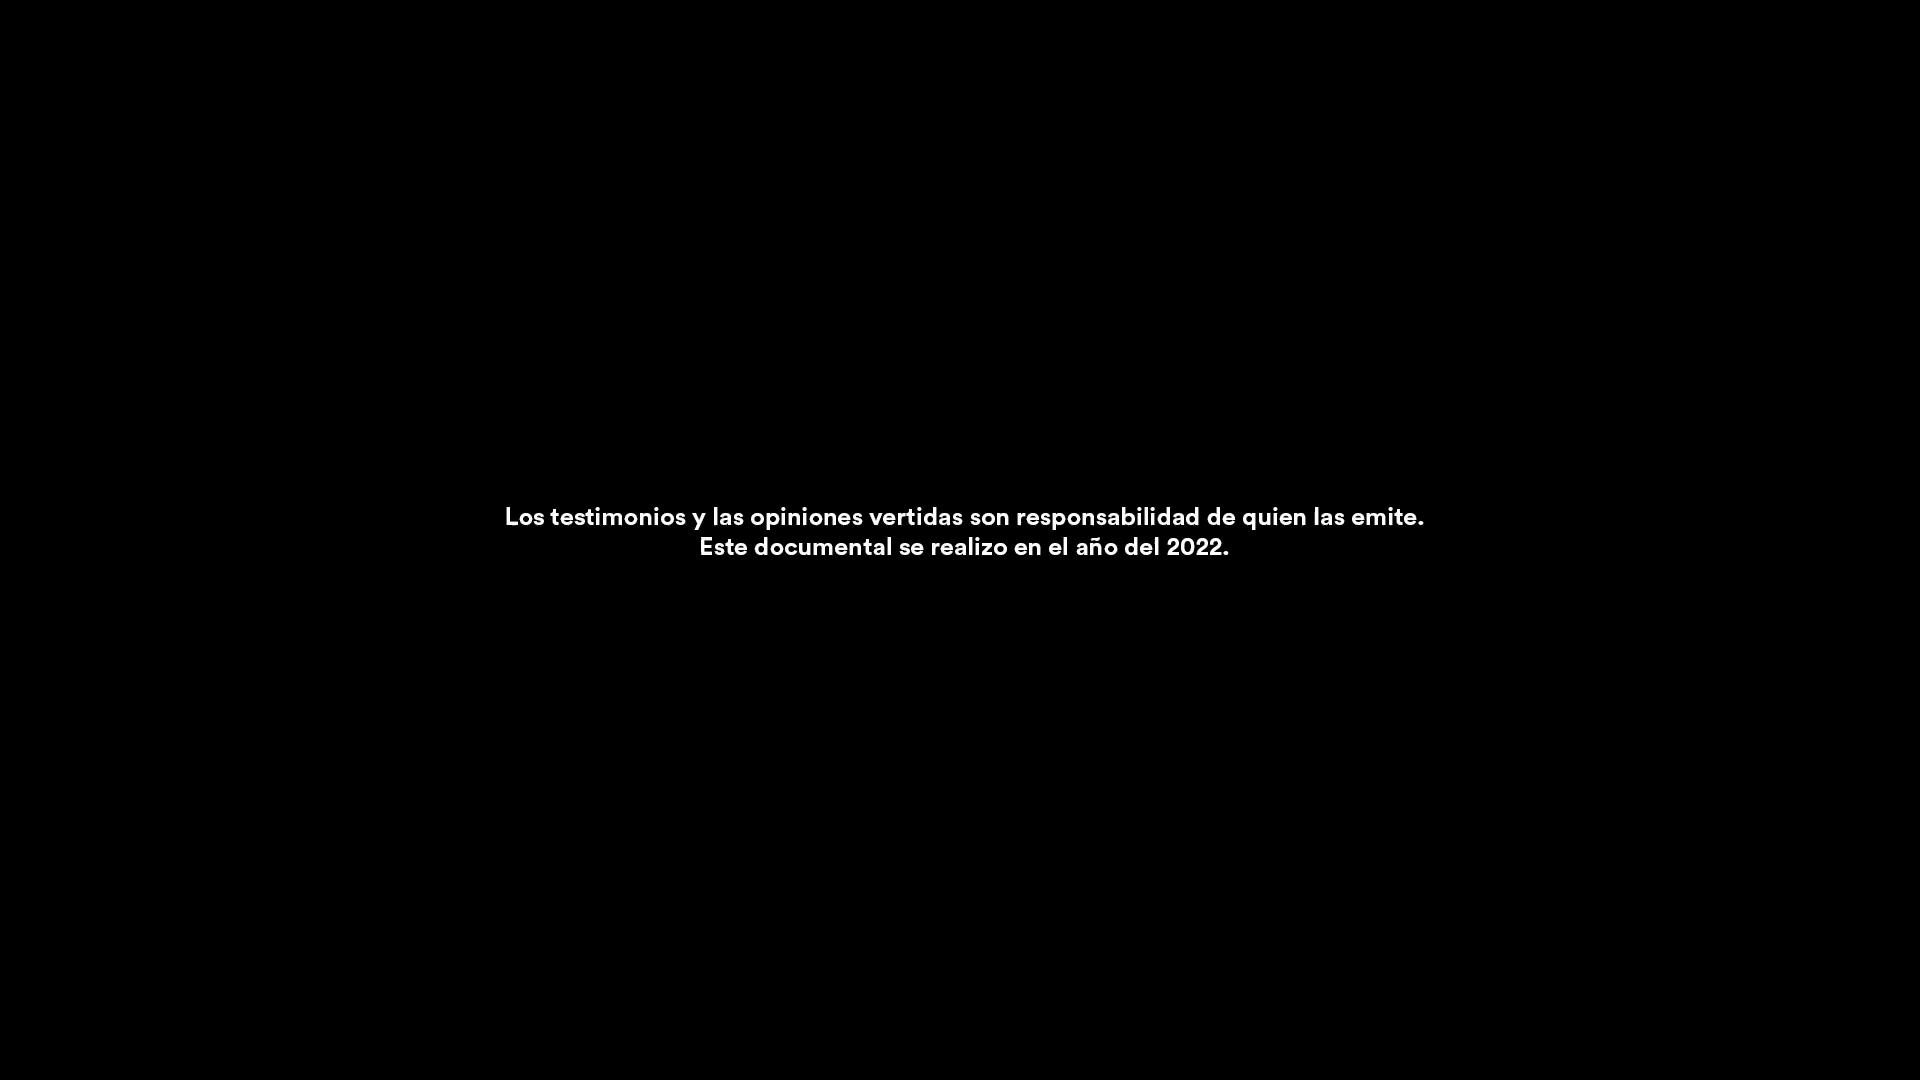 Los testimonios y las opiniones vertidas son responsabilidad de quien las emite.
Este documental se realizo en el año del 2022.